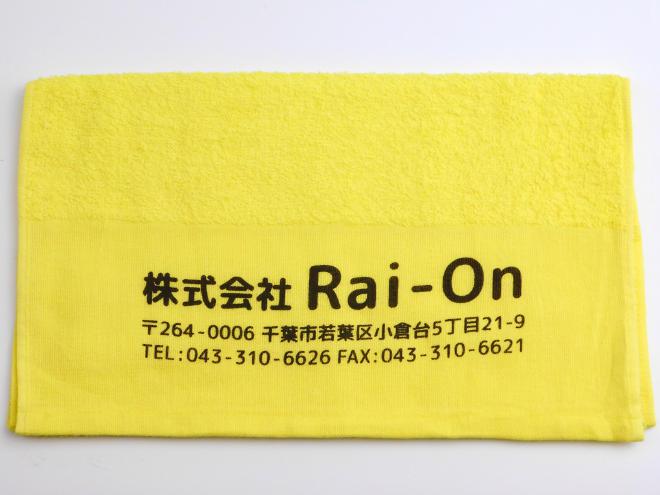 株式会社 Rai-On
〒264-0006 千葉市若葉区小倉台5丁目21-9
TEL:043-310-6626 FAX:043-310-6621